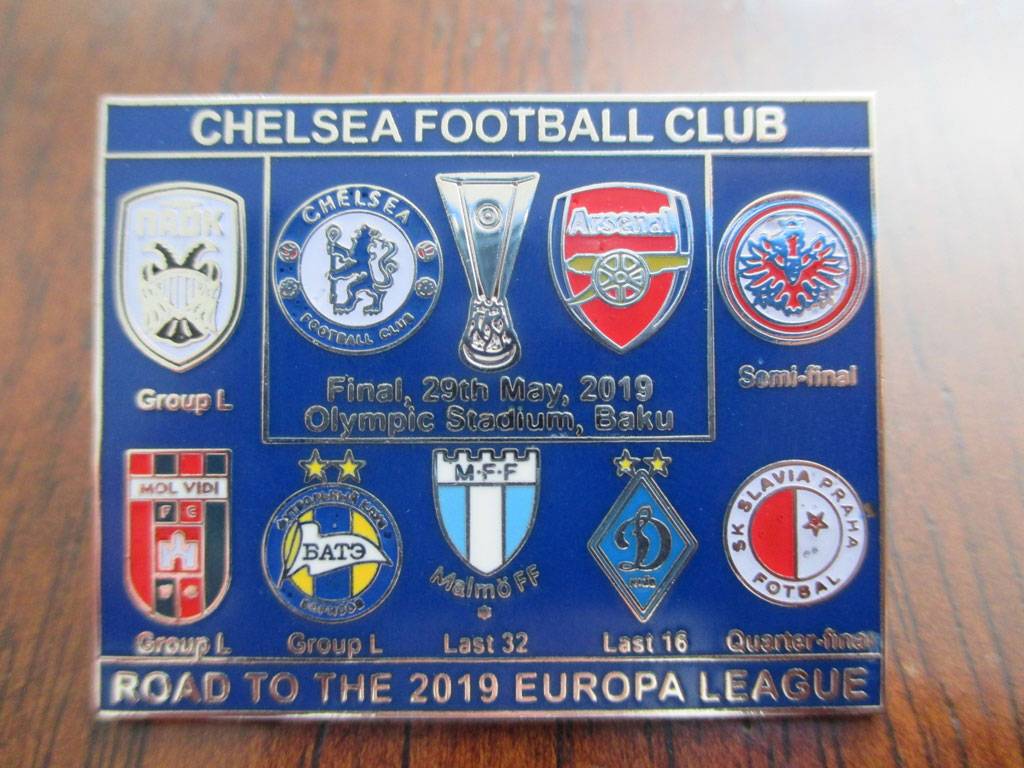 CHELSEA FOOTBALL CLUB
ΠΑΟΚ
Group L
CHELSEA
FOOTBALL CLUB
Arsenal
Final, 29th May, 2019
Olympic Stadium, Baku
Semi-final
MOL VIDI
FC
Group L
БАТЭ
Group L
M·F·F
Malmö FF
Last 32
Д
Last 16
SK SLAVIA PRAHA
FOTBAL
Quarter-final
ROAD TO THE 2019 EUROPA LEAGUE